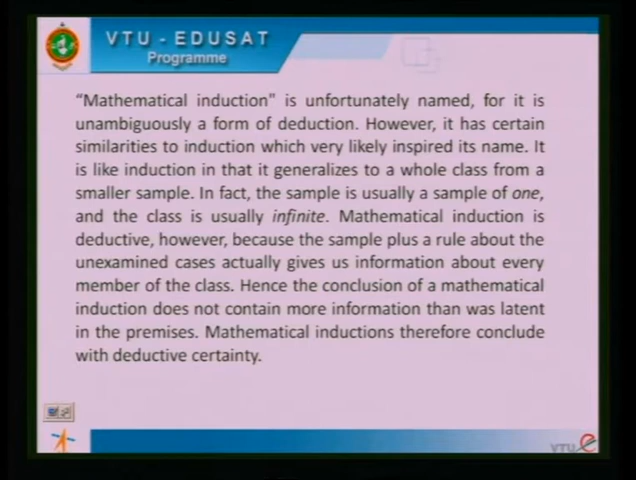 VTU - EDUSAT
Programme
"Mathematical induction" is unfortunately named, for it is
unambiguously a form of deduction. However, it has certain
similarities to induction which very likely inspired its name. It
is like induction in that it generalizes to a whole class from a
smaller sample. In fact, the sample is usually a sample of one,
and the class is usually infinite. Mathematical induction is
deductive, however, because the sample plus a rule about the
unexamined cases actually gives us information about every
member of the class. Hence the conclusion of a mathematical
induction does not contain more information than was latent
in the premises. Mathematical inductions therefore conclude
with deductive certainty.
VTU e